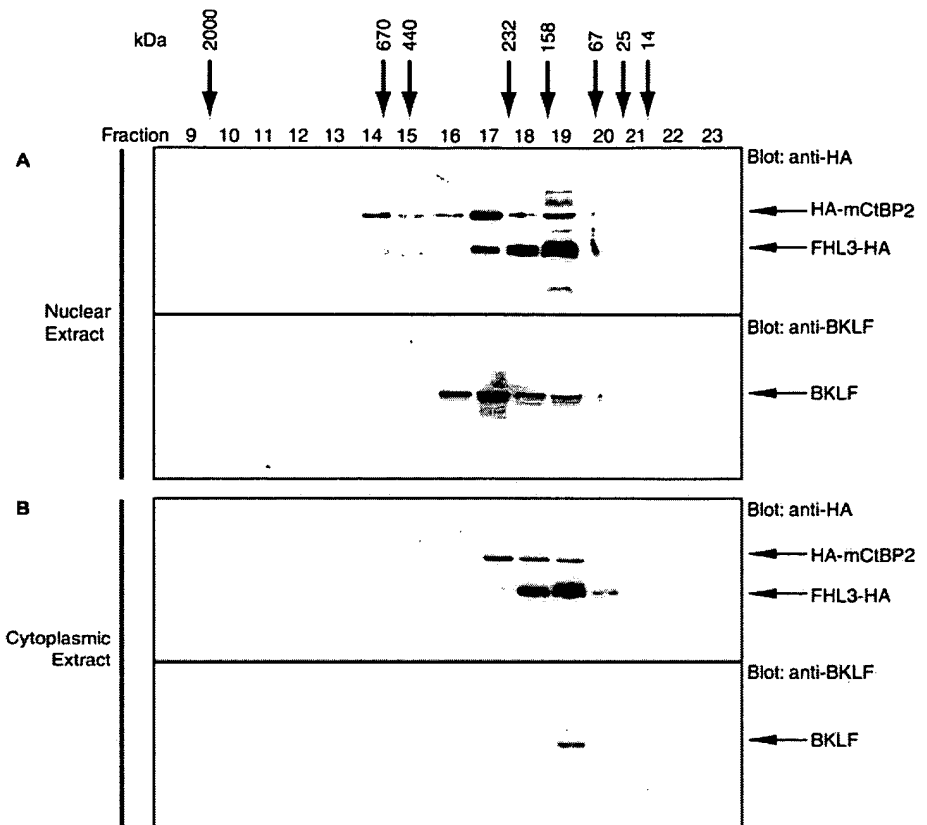 kDa 2000 670 440 232 158 67 25 14
Fraction 9 10 11 12 13 14 15 16 17 18 19 20 21 22 23
A
Blot: anti-HA
HA-mCtBP2
FHL3-HA
Nuclear
Extract
Blot: anti-BKLF
BKLF
B
Blot: anti-HA
HA-mCtBP2
FHL3-HA
Cytoplasmic
Extract
Blot: anti-BKLF
BKLF